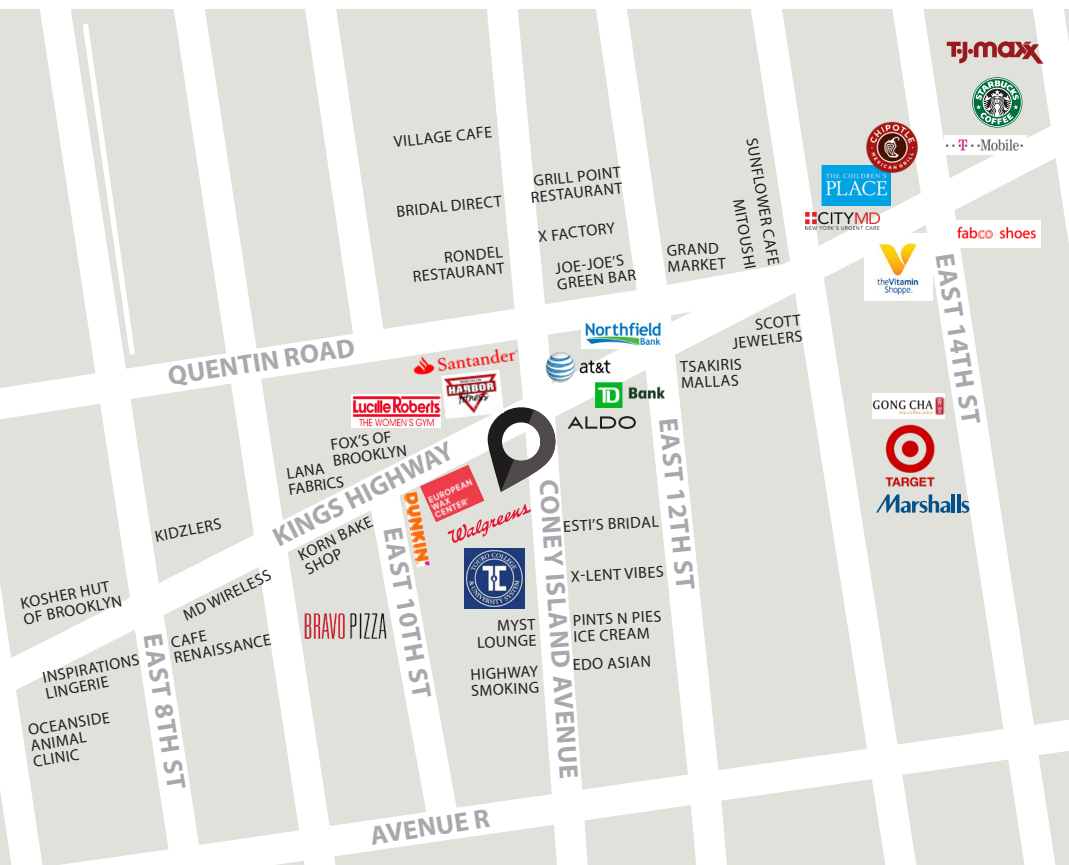 T·J·maxx
STARBUCKS
COFFEE
CHIPOTLE
MEXICAN GRILL
T··Mobile·
VILLAGE CAFE
GRILL POINT
RESTAURANT
SUNFLOWER CAFE
MITOUSHI
THE CHILDREN'S
PLACE
BRIDAL DIRECT
CITYMD
NEW YORK'S URGENT CARE
X FACTORY
fabco shoes
RONDEL
RESTAURANT
JOE-JOE'S
GREEN BAR
GRAND
MARKET
theVitamin
Shoppe.
EAST 14TH ST
QUENTIN ROAD
Northfield
Bank
SCOTT
JEWELERS
Santander
at&t
TSAKIRIS
MALLAS
HARBOR
Fitness
TD Bank
Lucille Roberts
THE WOMEN'S GYM
ALDO
GONG CHA
FOX'S OF
BROOKLYN
LANA
FABRICS
KINGS HIGHWAY
EAST 12TH ST
TARGET
Marshalls
EUROPEAN
WAX
CENTER
DUNKIN'
Walgreens
CONEY ISLAND AVENUE
ESTI'S BRIDAL
KIDZLERS
KORN BAKE
SHOP
EAST 10TH ST
TOURO COLLEGE
& UNIVERSITY SYSTEM
TC
X-LENT VIBES
KOSHER HUT
OF BROOKLYN
MD WIRELESS
BRAVO PIZZA
MYST
LOUNGE
PINTS N PIES
ICE CREAM
CAFE
RENAISSANCE
EAST 8TH ST
INSPIRATIONS
LINGERIE
HIGHWAY
SMOKING
EDO ASIAN
OCEANSIDE
ANIMAL
CLINIC
AVENUE R